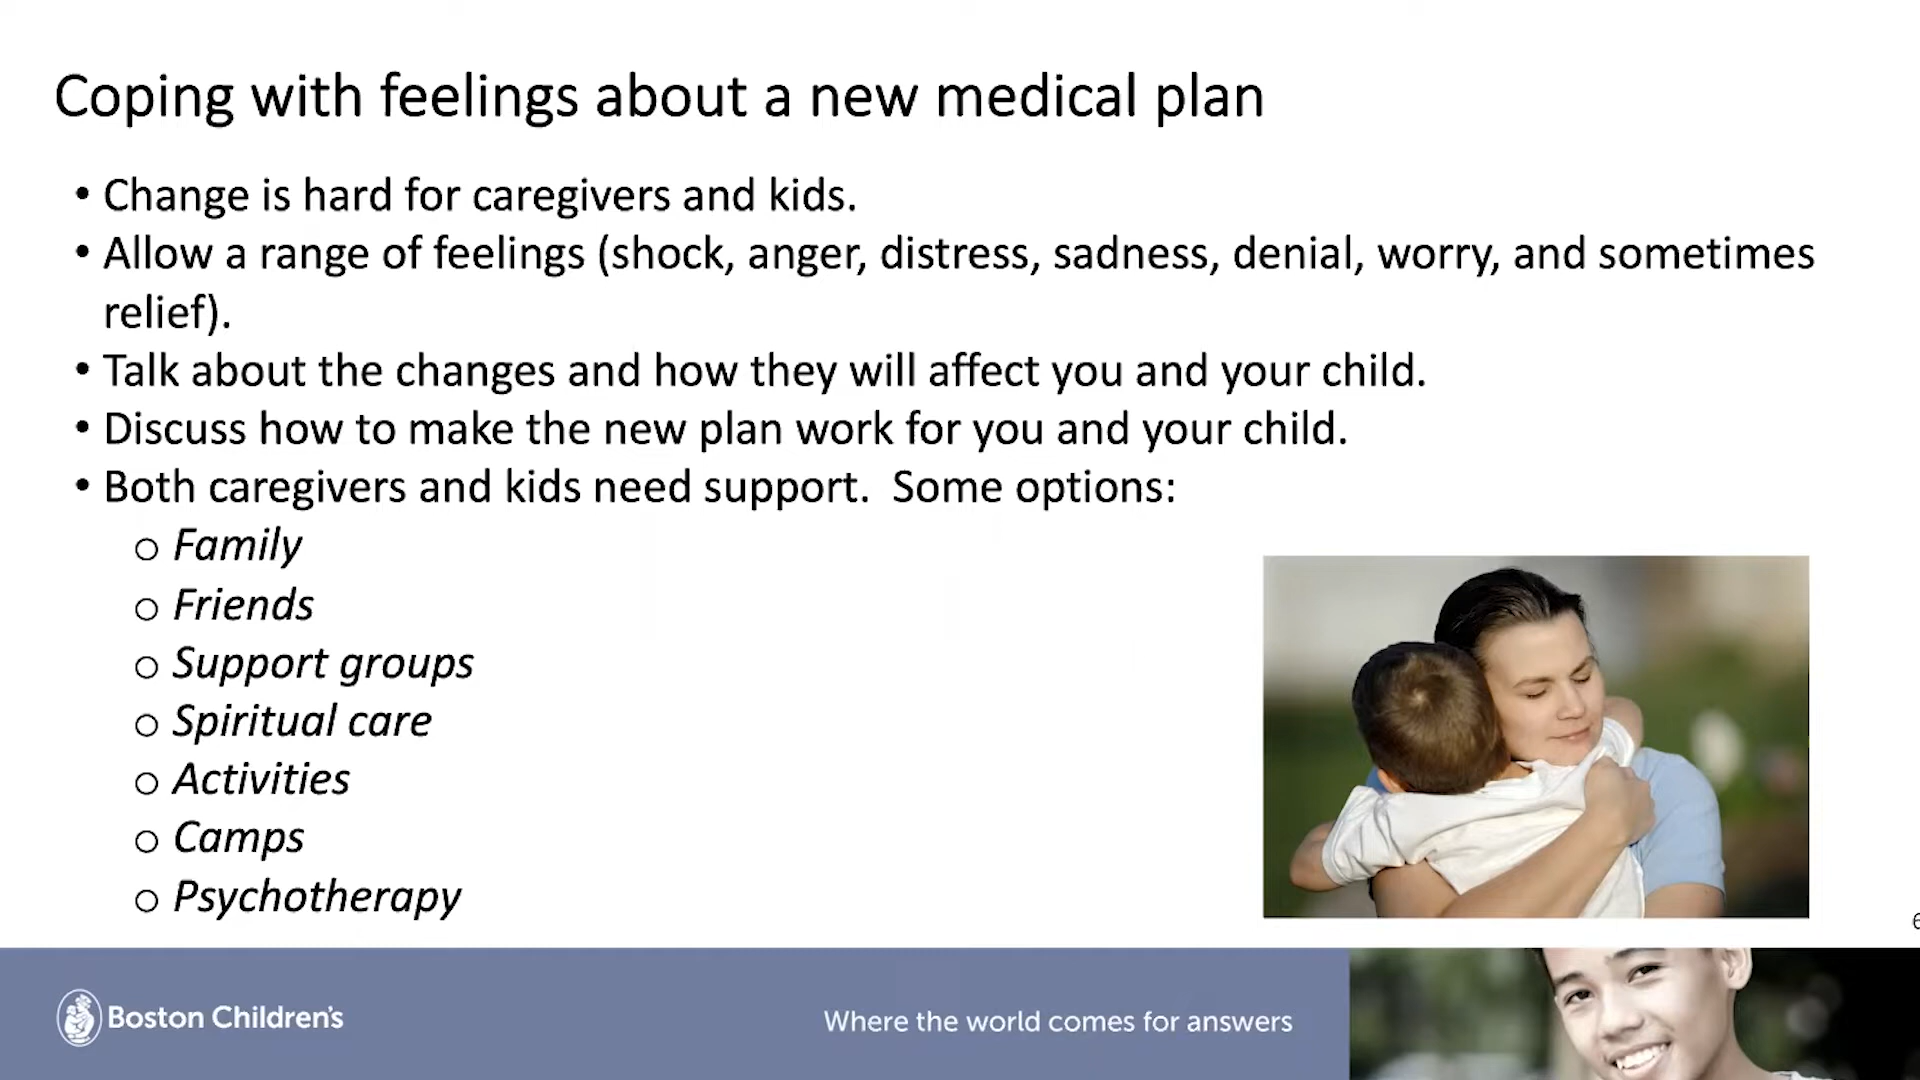 Coping with feelings about a new medical plan
• Change is hard for caregivers and kids.
• Allow a range of feelings (shock, anger, distress, sadness, denial, worry, and sometimes
relief).
• Talk about the changes and how they will affect you and your child.
• Discuss how to make the new plan work for you and your child.
• Both caregivers and kids need support.  Some options:
o Family
o Friends
o Support groups
o Spiritual care
o Activities
o Camps
o Psychotherapy
6
Boston Children's
Where the world comes for answers